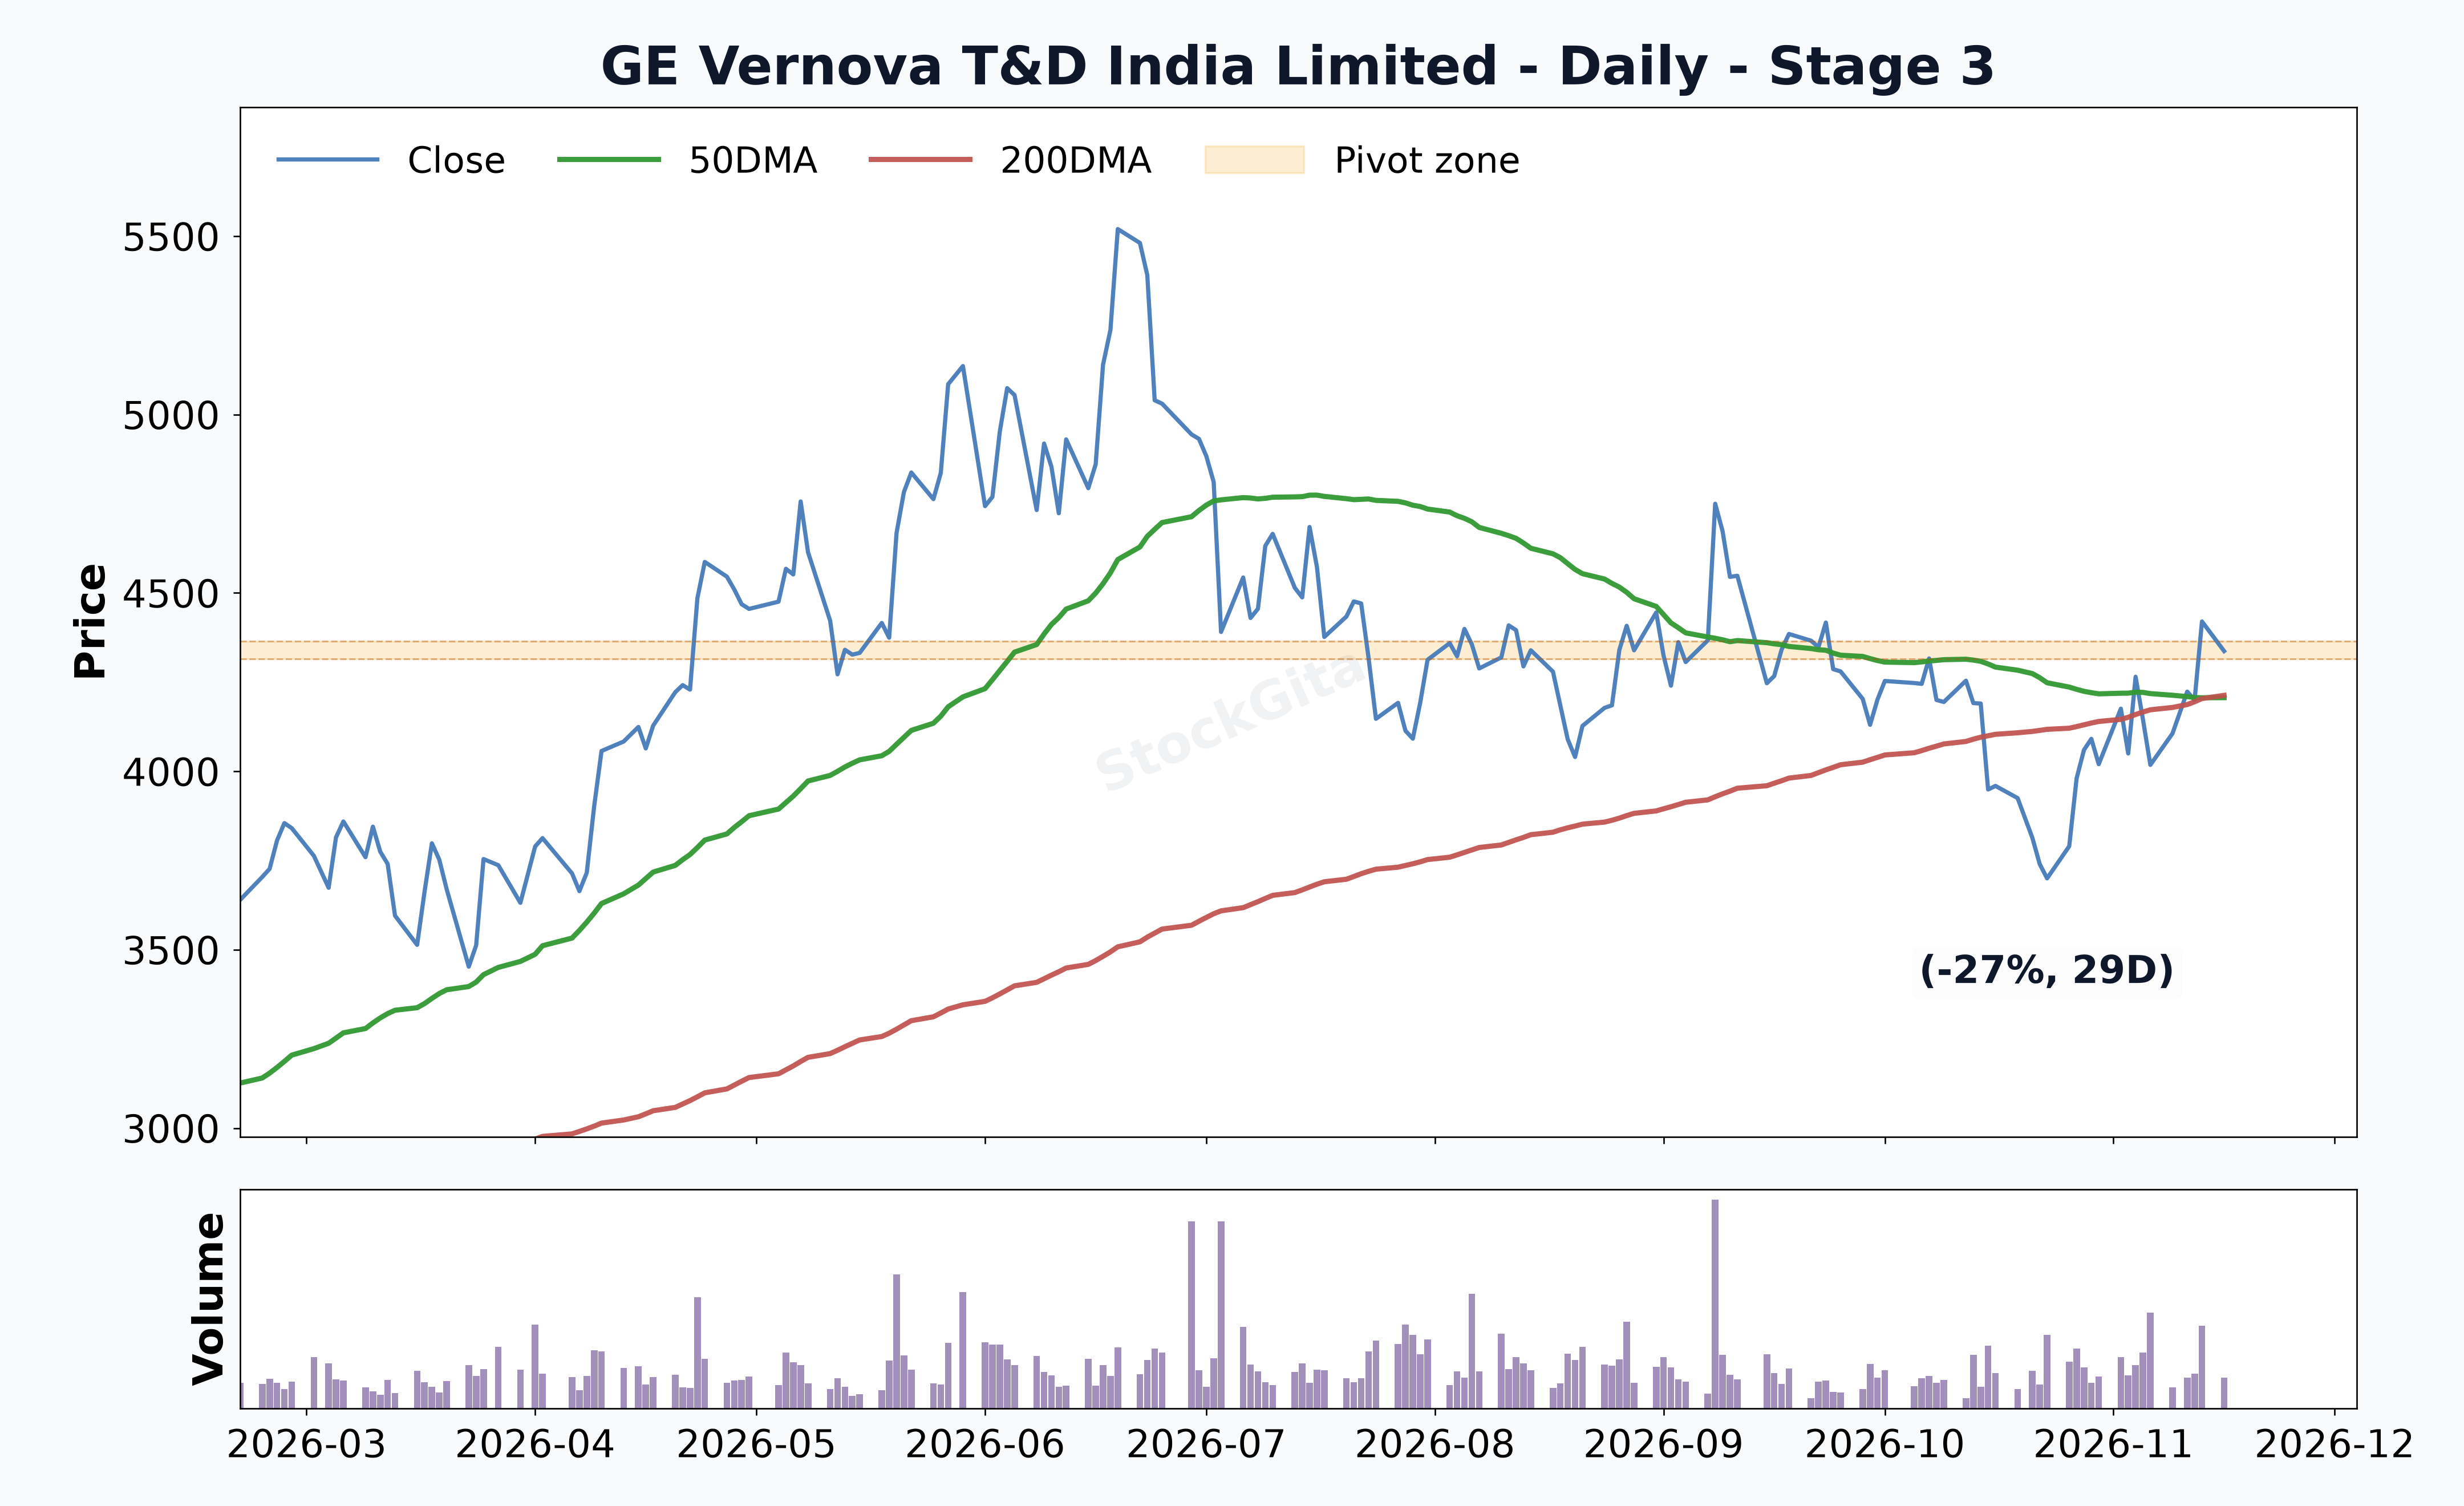 GE Vernova T&D India Limited - Daily - Stage 3
Close 50DMA 200DMA Pivot zone
Price
5500
5000
4500
4000
3500
3000
StockGita
(-27%, 29D)
Volume
2026-03 2026-04 2026-05 2026-06 2026-07 2026-08 2026-09 2026-10 2026-11 2026-12